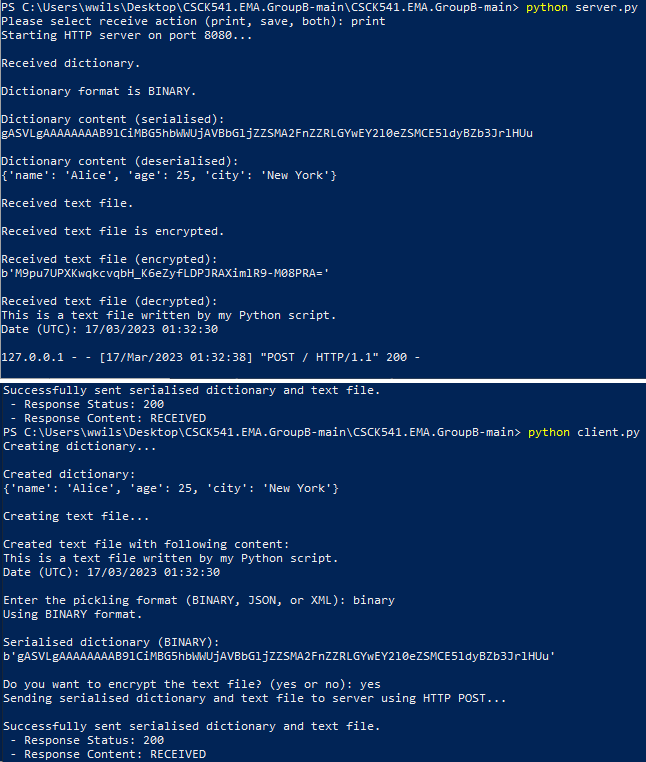 PS C:\Users\wwils\Desktop\CSCK541.EMA.GroupB-main\CSCK541.EMA.GroupB-main> python server.py
Please select receive action (print, save, both): print
Starting HTTP server on port 8080...
Received dictionary.
Dictionary format is BINARY.
Dictionary content (serialised):
gASVLgAAAAAAAAB9lCiMBG5hbWWUjAVBbGljZZSMA2FnZZRLGYwEY2l0eZSMCE5ldyBZb3JrlHUu
Dictionary content (deserialised):
{'name': 'Alice', 'age': 25, 'city': 'New York'}
Received text file.
Received text file is encrypted.
Received text file (encrypted):
b'M9pu7UPXKwqkcvqbH_K6eZyfLDPJRAXimlR9-M08PRA='
Received text file (decrypted):
This is a text file written by my Python script.
Date (UTC): 17/03/2023 01:32:30
127.0.0.1 - - [17/Mar/2023 01:32:38] "POST / HTTP/1.1" 200 -
Successfully sent serialised dictionary and text file.
 - Response Status: 200
 - Response Content: RECEIVED
PS C:\Users\wwils\Desktop\CSCK541.EMA.GroupB-main\CSCK541.EMA.GroupB-main> python client.py
Creating dictionary...
Created dictionary:
{'name': 'Alice', 'age': 25, 'city': 'New York'}
Creating text file...
Created text file with following content:
This is a text file written by my Python script.
Date (UTC): 17/03/2023 01:32:30
Enter the pickling format (BINARY, JSON, or XML): binary
Using BINARY format.
Serialised dictionary (BINARY):
b'gASVLgAAAAAAAAB9lCiMBG5hbWWUjAVBbGljZZSMA2FnZZRLGYwEY2l0eZSMCE5ldyBZb3JrlHUu'
Do you want to encrypt the text file? (yes or no): yes
Sending serialised dictionary and text file to server using HTTP POST...
Successfully sent serialised dictionary and text file.
 - Response Status: 200
 - Response Content: RECEIVED